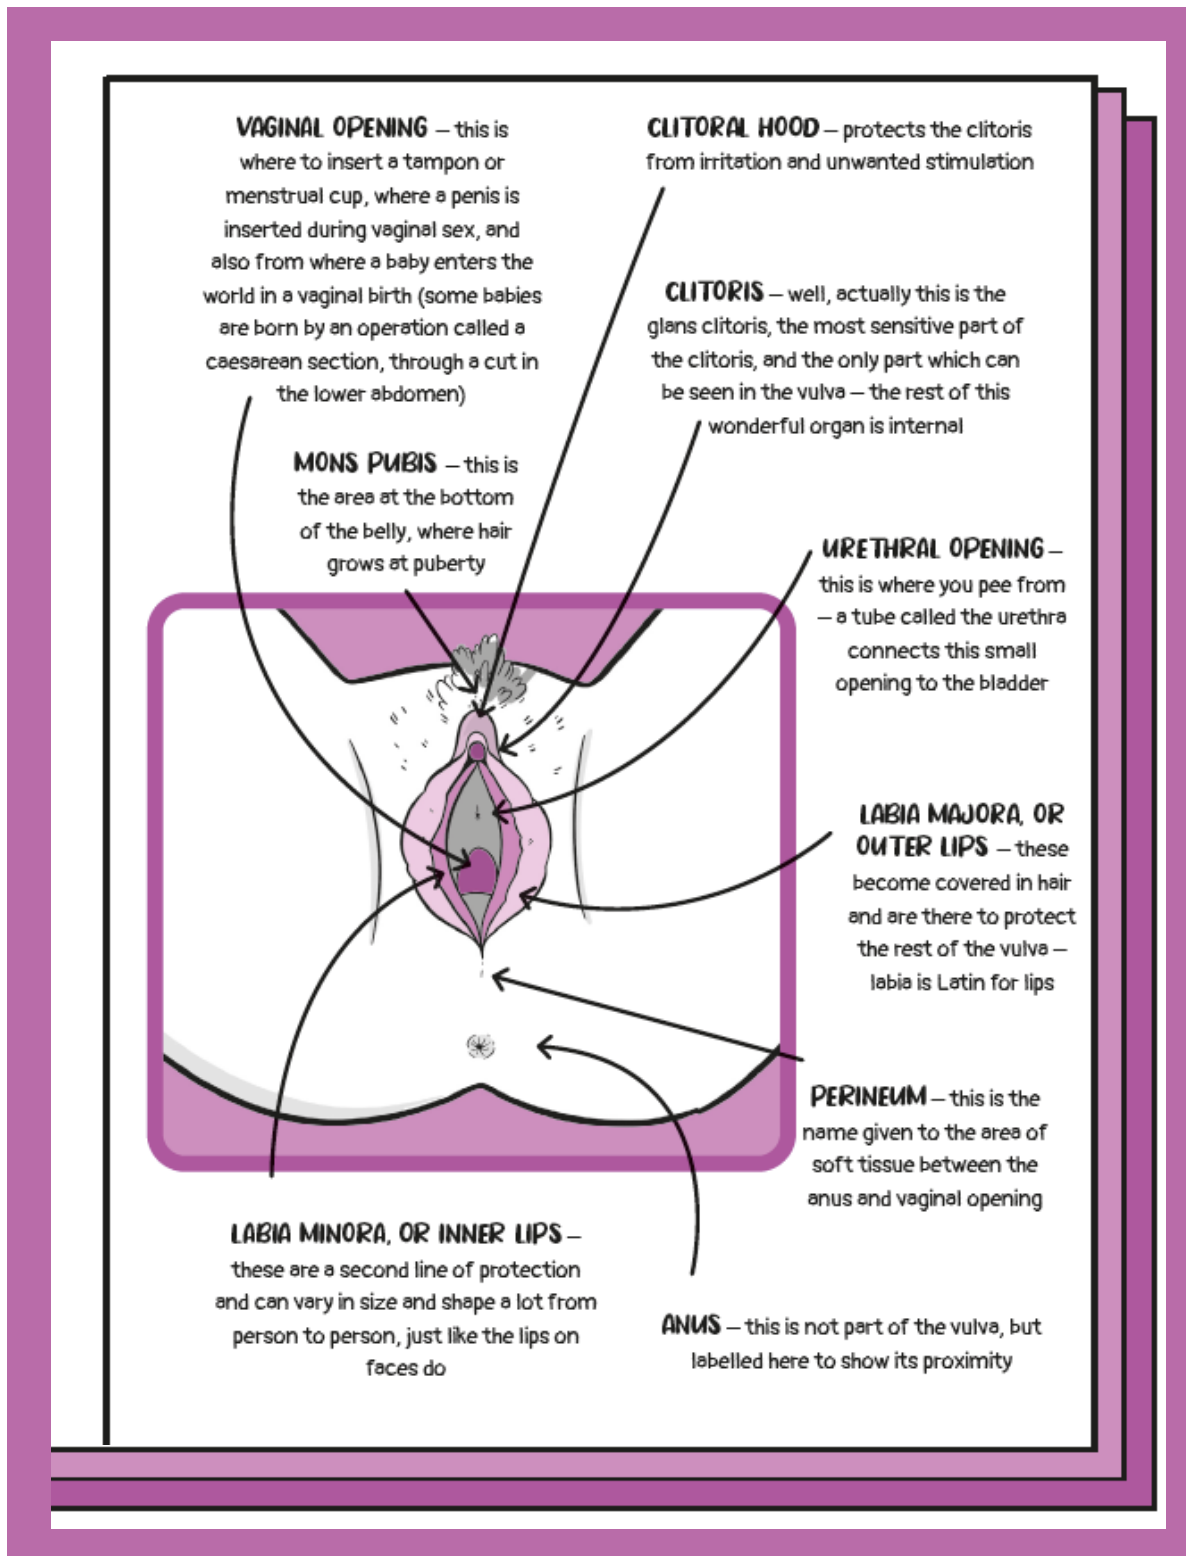 VAGINAL OPENING – this is
where to insert a tampon or
menstrual cup, where a penis is
inserted during vaginal sex, and
also from where a baby enters the
world in a vaginal birth (some babies
are born by an operation called a
caesarean section, through a cut in
the lower abdomen)
CLITORAL HOOD – protects the clitoris
from irritation and unwanted stimulation
CLITORIS – well, actually this is the
glans clitoris, the most sensitive part of
the clitoris, and the only part which can
be seen in the vulva – the rest of this
wonderful organ is internal
MONS PUBIS – this is
the area at the bottom
of the belly, where hair
grows at puberty
URETHRAL OPENING –
this is where you pee from
– a tube called the urethra
connects this small
opening to the bladder
LABIA MAJORA, OR
OUTER LIPS – these
become covered in hair
and are there to protect
the rest of the vulva –
labia is Latin for lips
PERINEUM – this is the
name given to the area of
soft tissue between the
anus and vaginal opening
LABIA MINORA, OR INNER LIPS –
these are a second line of protection
and can vary in size and shape a lot from
person to person, just like the lips on
faces do
ANUS – this is not part of the vulva, but
labelled here to show its proximity